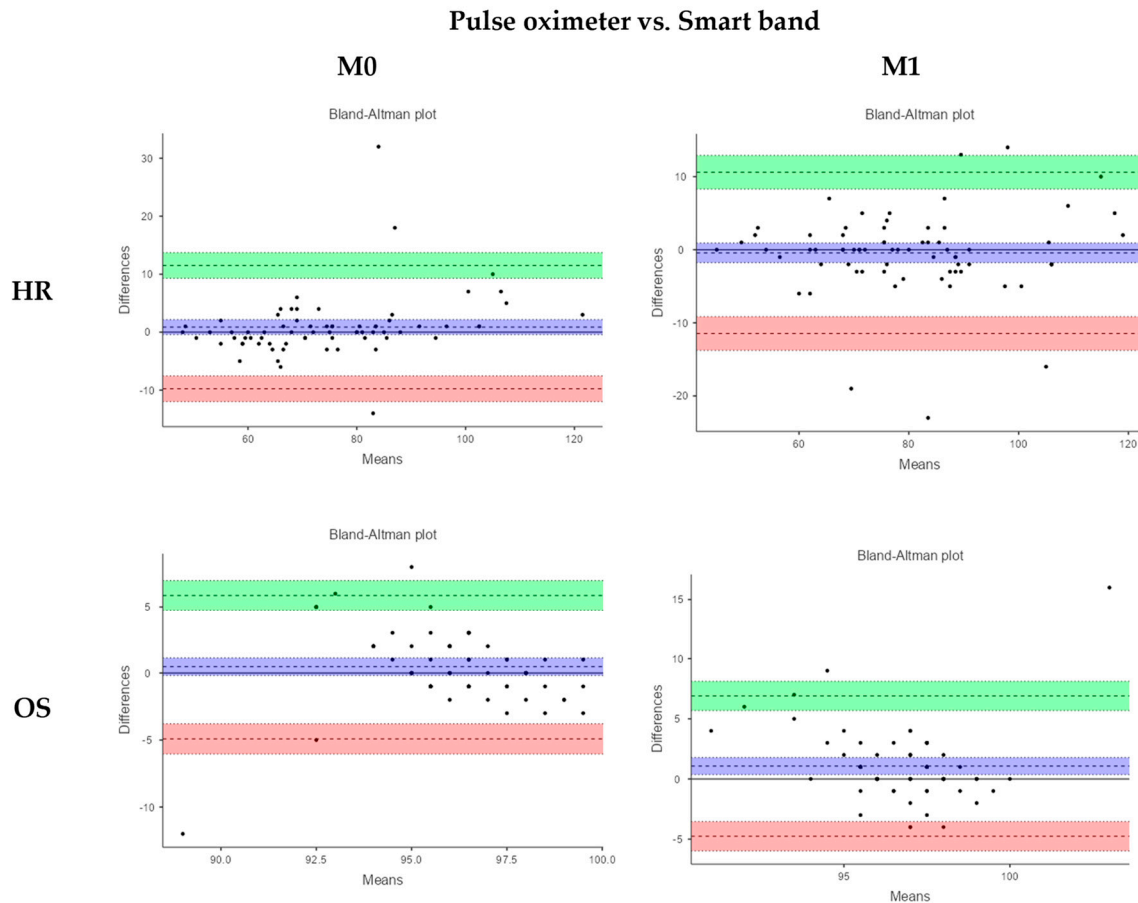 Pulse oximeter vs. Smart band
M0
M1
HR
OS
Bland-Altman plot
Differences
30
20
10
0
-10
60
80
100
120
Means
Bland-Altman plot
Differences
10
0
-10
-20
60
80
100
120
Means
Bland-Altman plot
Differences
5
0
-5
-10
90.0
92.5
95.0
97.5
100.0
Means
Bland-Altman plot
Differences
15
10
5
0
-5
95
100
Means